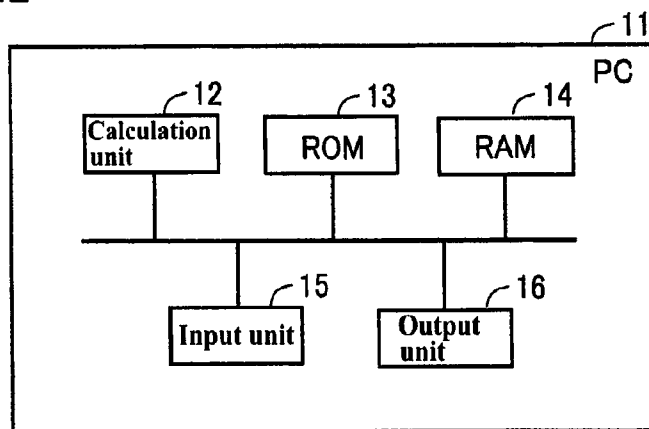 11
PC
12
13
14
Calculation
unit
ROM
RAM
15
16
Input unit
Output
unit